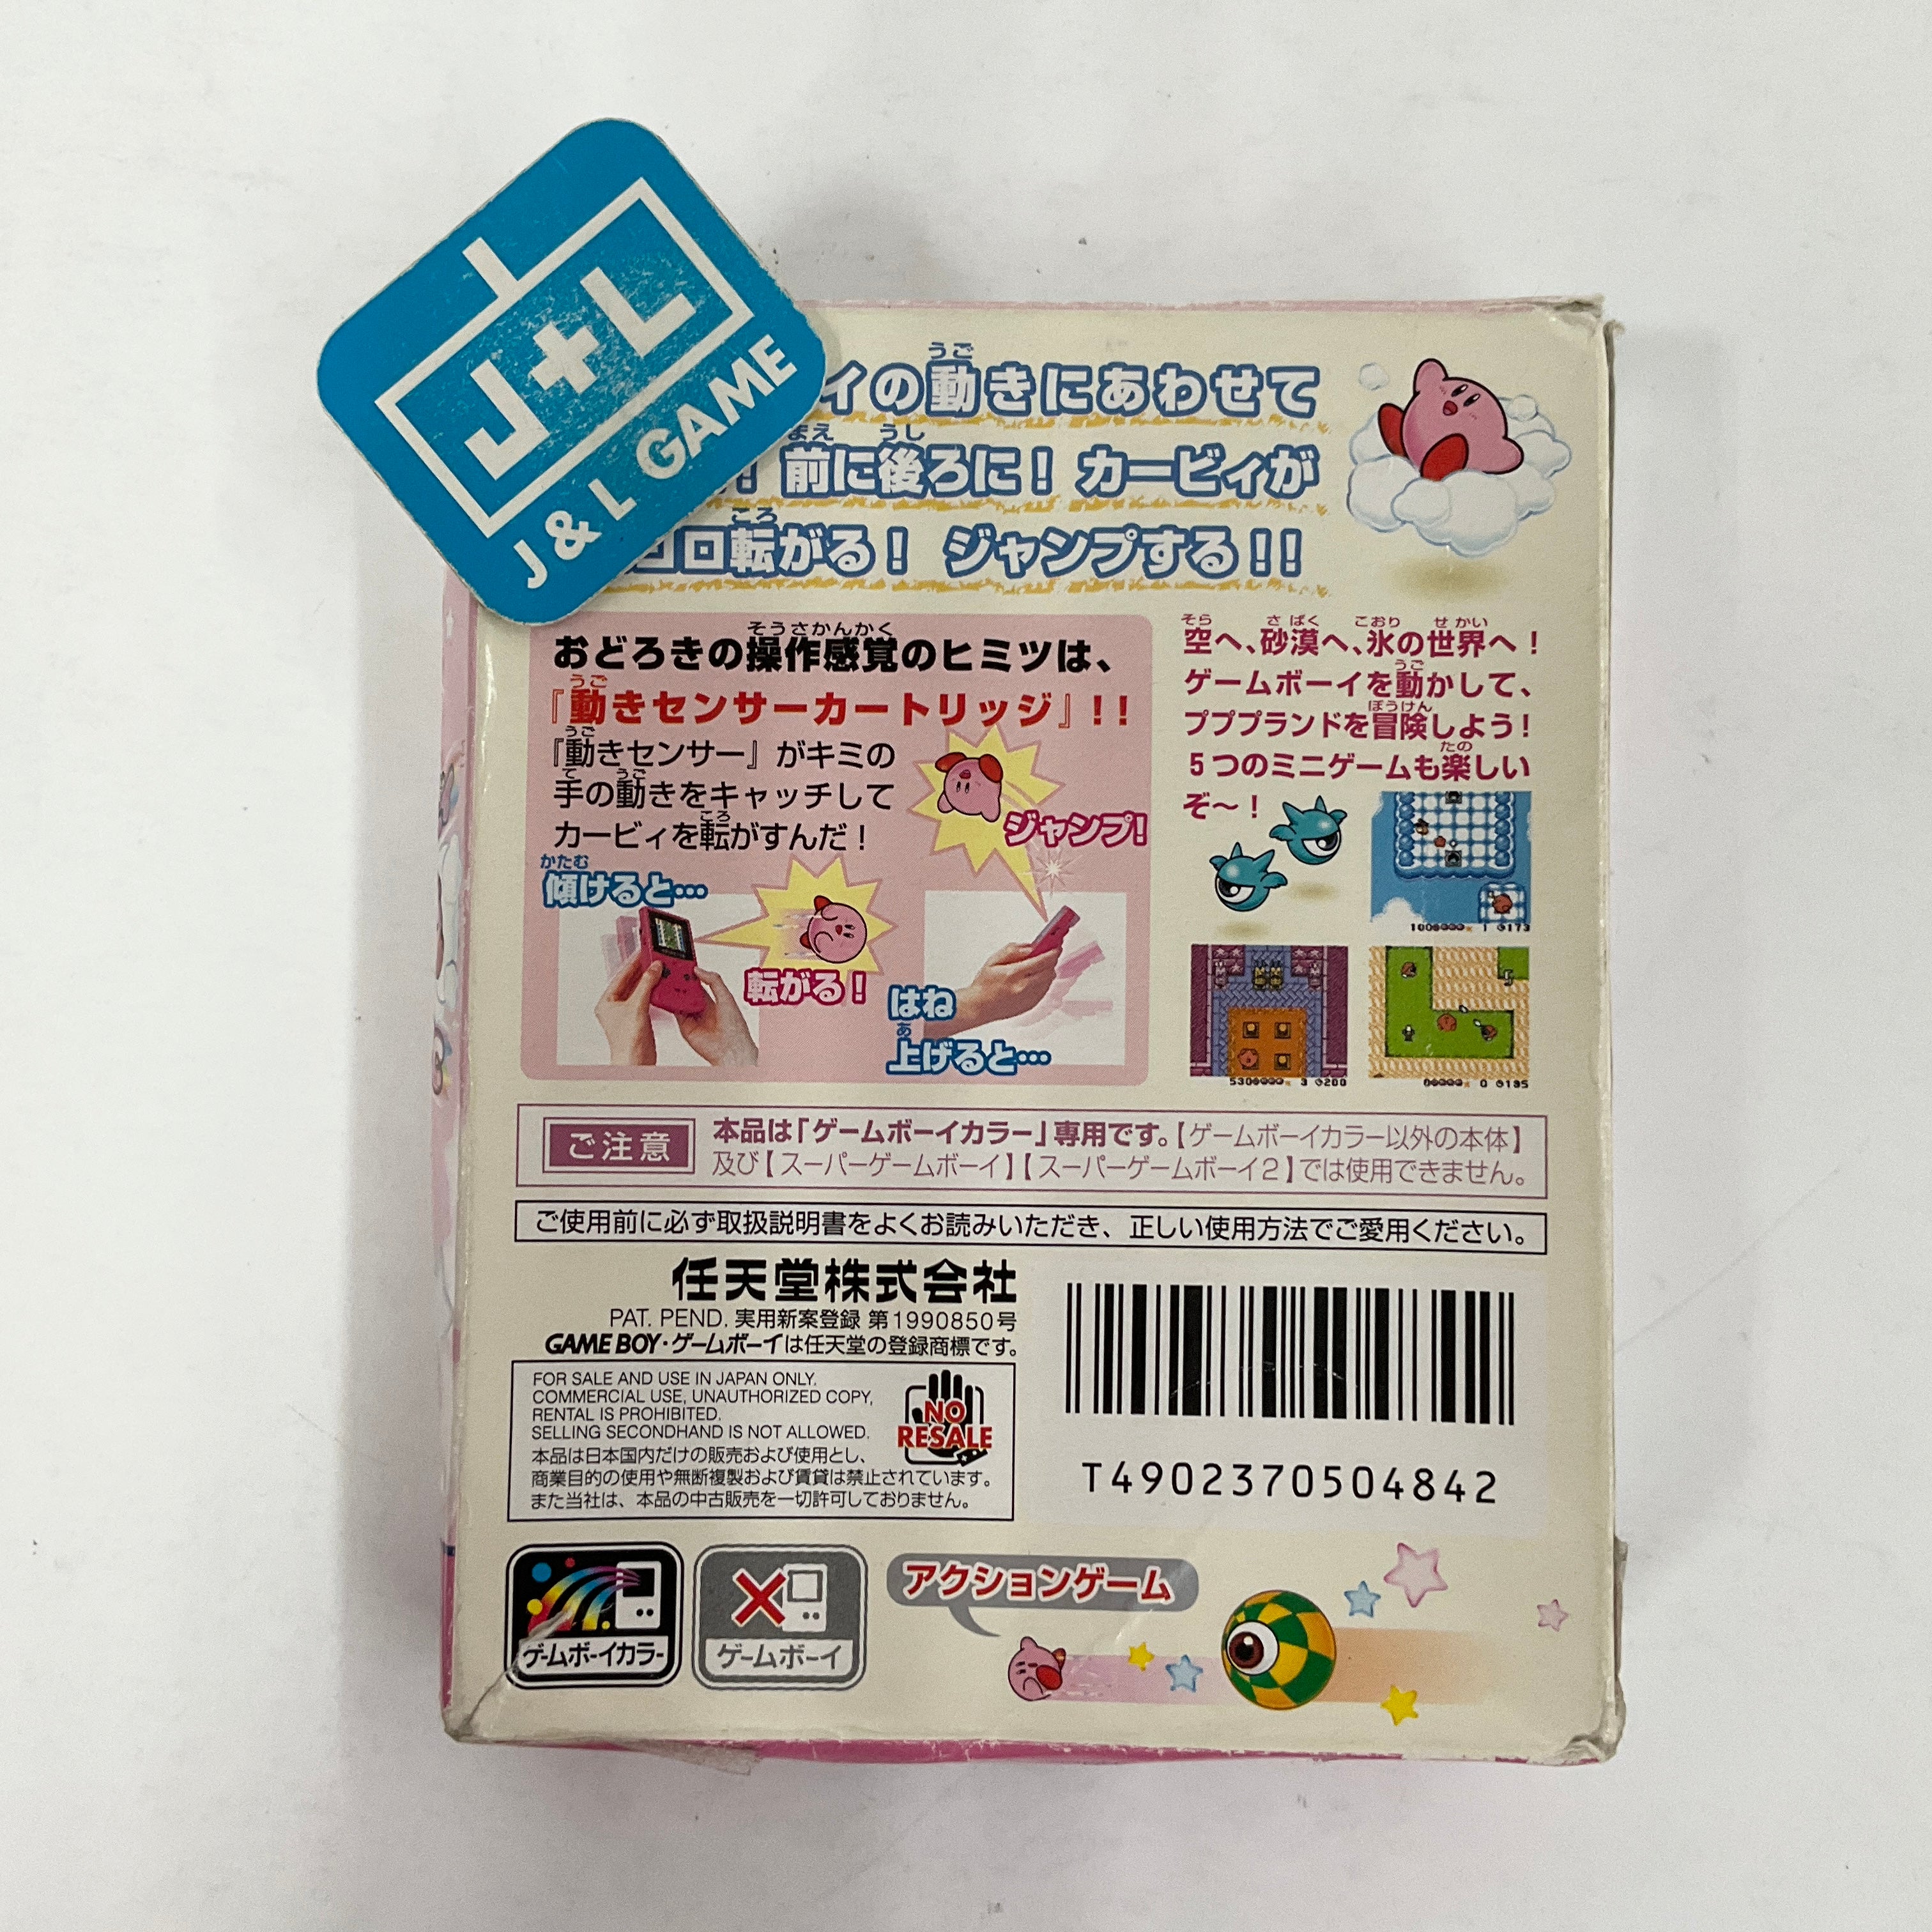 J+L
J & L GAME
ィの動きにあわせて
! 前に後ろに! カービィが
ロ転がる! ジャンプする!!
おどろきの操作感覚のヒミツは、
『動きセンサーカートリッジ』!!
『動きセンサー』がキミの
手の動きをキャッチして
カービィを転がすんだ!
ジャンプ!
傾けると…
転がる!
はね
上げると…
空へ、砂漠へ、氷の世界へ!
ゲームボーイを動かして、
プププランドを冒険しよう!
5つのミニゲームも楽しい
ぞ〜!
ご注意
本品は「ゲームボーイカラー」専用です。【ゲームボーイカラー以外の本体】
及び【スーパーゲームボーイ】【スーパーゲームボーイ2】では使用できません。
ご使用前に必ず取扱説明書をよくお読みいただき、正しい使用方法でご愛用ください。
任天堂株式会社
PAT. PEND. 実用新案登録 第1990850号
GAME BOY・ゲームボーイは任天堂の登録商標です。
FOR SALE AND USE IN JAPAN ONLY.
COMMERCIAL USE, UNAUTHORIZED COPY,
RENTAL IS PROHIBITED.
SELLING SECONDHAND IS NOT ALLOWED.
本品は日本国内だけの販売および使用とし、
商業目的の使用や無断複製および賃貸は禁止されています。
また当社は、本品の中古販売を一切許可しておりません。
NO
RESALE
T4902370504842
ゲームボーイカラー
ゲームボーイ
アクションゲーム